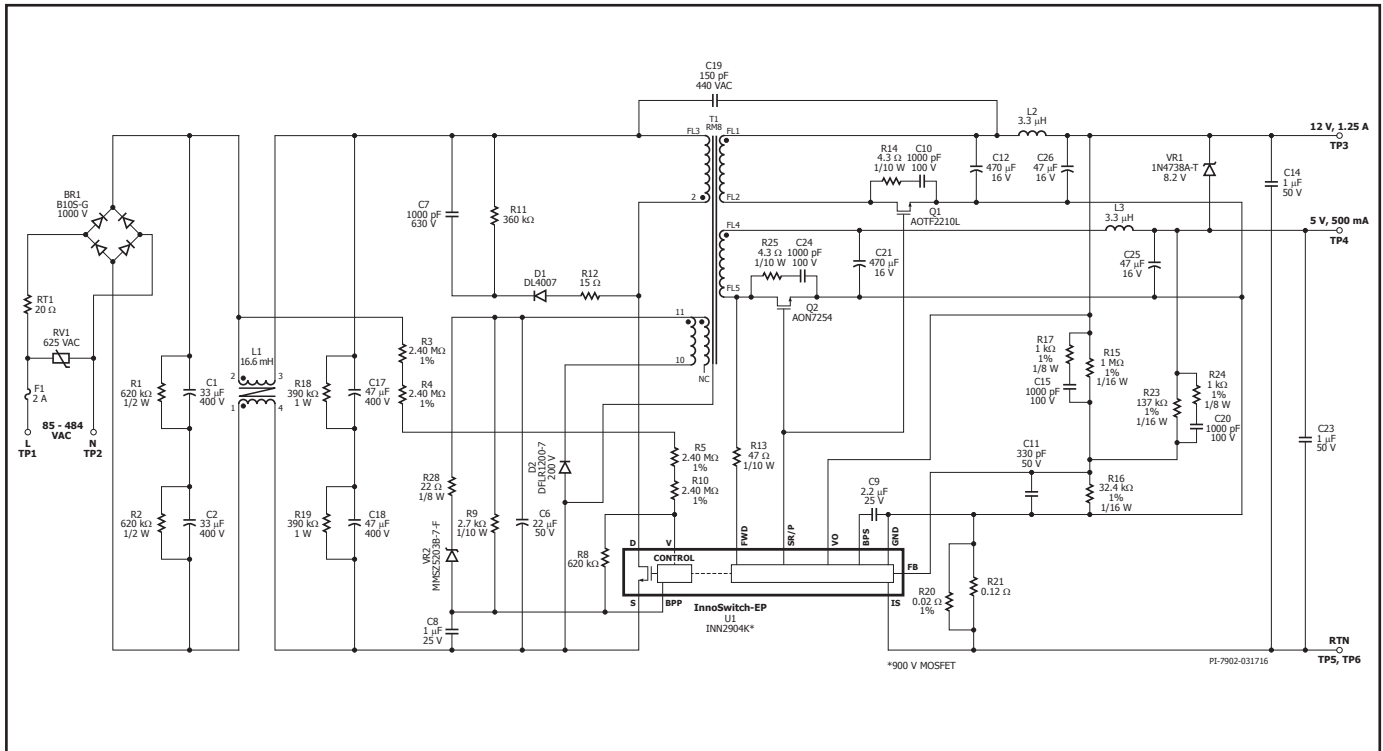 C19
150 pF
440 VAC
T1
RM8
FL3
FL1
L2
3.3 μH
12 V, 1.25 A
TP3
R14
4.3 Ω
1/10 W
C10
1000 pF
100 V
C12
470 μF
16 V
C26
47 μF
16 V
VR1
1N4738A-T
8.2 V
C14
1 μF
50 V
BR1
B10S-G
1000 V
C7
1000 pF
630 V
R11
360 kΩ
2
FL2
Q1
AOTF2210L
FL4
L3
3.3 μH
5 V, 500 mA
TP4
R25
4.3 Ω
1/10 W
C24
1000 pF
100 V
C21
470 μF
16 V
C25
47 μF
16 V
D1
DL4007
R12
15 Ω
FL5
Q2
AON7254
RT1
20 Ω
RV1
625 VAC
F1
2 A
85 - 484
VAC
L
TP1
N
TP2
R1
620 kΩ
1/2 W
C1
33 μF
400 V
L1
16.6 mH
2
3
1
4
R18
390 kΩ
1 W
C17
47 μF
400 V
R3
2.40 MΩ
1%
R4
2.40 MΩ
1%
11
10
NC
R17
1 kΩ
1%
1/8 W
C15
1000 pF
100 V
R15
1 MΩ
1%
1/16 W
R23
137 kΩ
1%
1/16 W
R24
1 kΩ
1%
1/8 W
C20
1000 pF
100 V
C23
1 μF
50 V
R2
620 kΩ
1/2 W
C2
33 μF
400 V
R19
390 kΩ
1 W
C18
47 μF
400 V
R28
22 Ω
1/8 W
VR2
MMSZ5203B-7-F
R9
2.7 kΩ
1/10 W
C6
22 μF
50 V
D2
DFLR1200-7
200 V
R5
2.40 MΩ
1%
R10
2.40 MΩ
1%
R13
47 Ω
1/10 W
C11
330 pF
50 V
R16
32.4 kΩ
1%
1/16 W
C9
2.2 μF
25 V
R8
620 kΩ
D
V
FWD
SR/P
VO
BPS
GND
CONTROL
FB
S
BPP
IS
InnoSwitch-EP
U1
INN2904K*
C8
1 μF
25 V
R20
0.02 Ω
1%
R21
0.12 Ω
*900 V MOSFET
PI-7902-031716
RTN
TP5, TP6